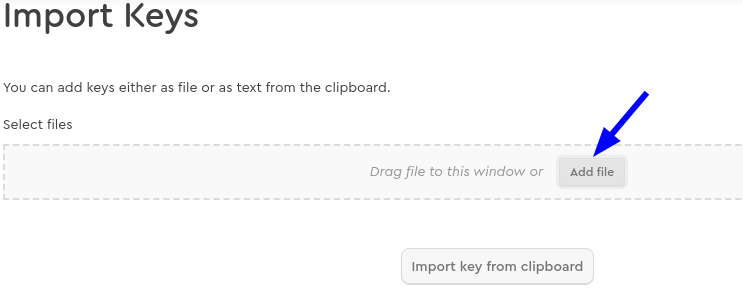 Import Keys
You can add keys either as file or as text from the clipboard.
Select files
Drag file to this window or Add file
Import key from clipboard